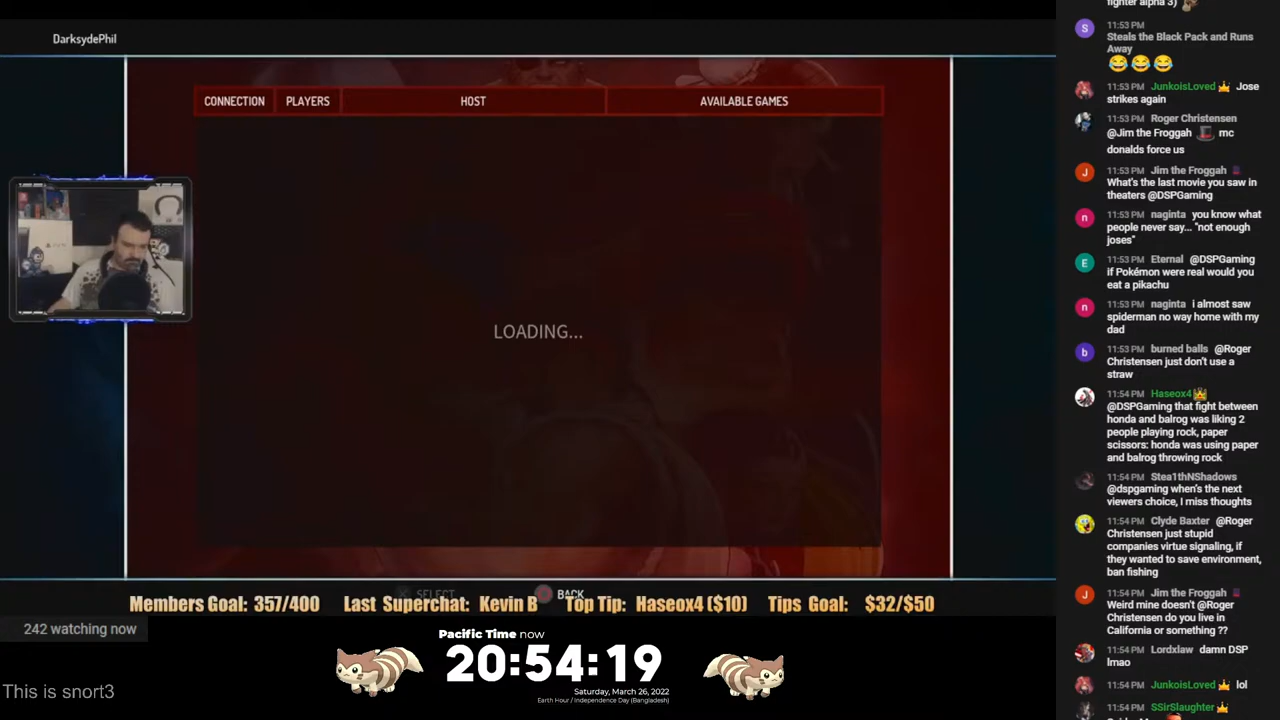 DarksydePhil
CONNECTION
PLAYERS
HOST
AVAILABLE GAMES
LOADING...
SELECT
BACK
Members Goal: 357/400
Last Superchat: Kevin B
Top Tip: Haseox4 ($10)
Tips Goal: $32/$50
242 watching now
Pacific Time now
20:54:19
Saturday, March 26, 2022
Earth Hour / Independence Day (Bangladesh)
This is snort3
fighter alpha 3)
11:53 PM
Steals the Black Pack and Runs
Away
11:53 PM JunkoisLoved Jose
strikes again
11:53 PM Roger Christensen
@Jim the Froggah mc
donalds force us
11:53 PM Jim the Froggah
What's the last movie you saw in
theaters @DSPGaming
11:53 PM naginta you know what
people never say... "not enough
joses"
11:53 PM Eternal @DSPGaming
if Pokémon were real would you
eat a pikachu
11:53 PM naginta i almost saw
spiderman no way home with my
dad
11:53 PM burned balls @Roger
Christensen just don't use a
straw
11:54 PM Haseox4
@DSPGaming that fight between
honda and balrog was liking 2
people playing rock, paper
scissors: honda was using paper
and balrog throwing rock
11:54 PM Stea1thNShadows
@dspgaming when's the next
viewers choice, I miss thoughts
11:54 PM Clyde Baxter @Roger
Christensen just stupid
companies virtue signaling, if
they wanted to save environment,
ban fishing
11:54 PM Jim the Froggah
Weird mine doesn't @Roger
Christensen do you live in
California or something ??
11:54 PM Lordxlaw damn DSP
lmao
11:54 PM JunkoisLoved lol
11:54 PM SSirSlaughter